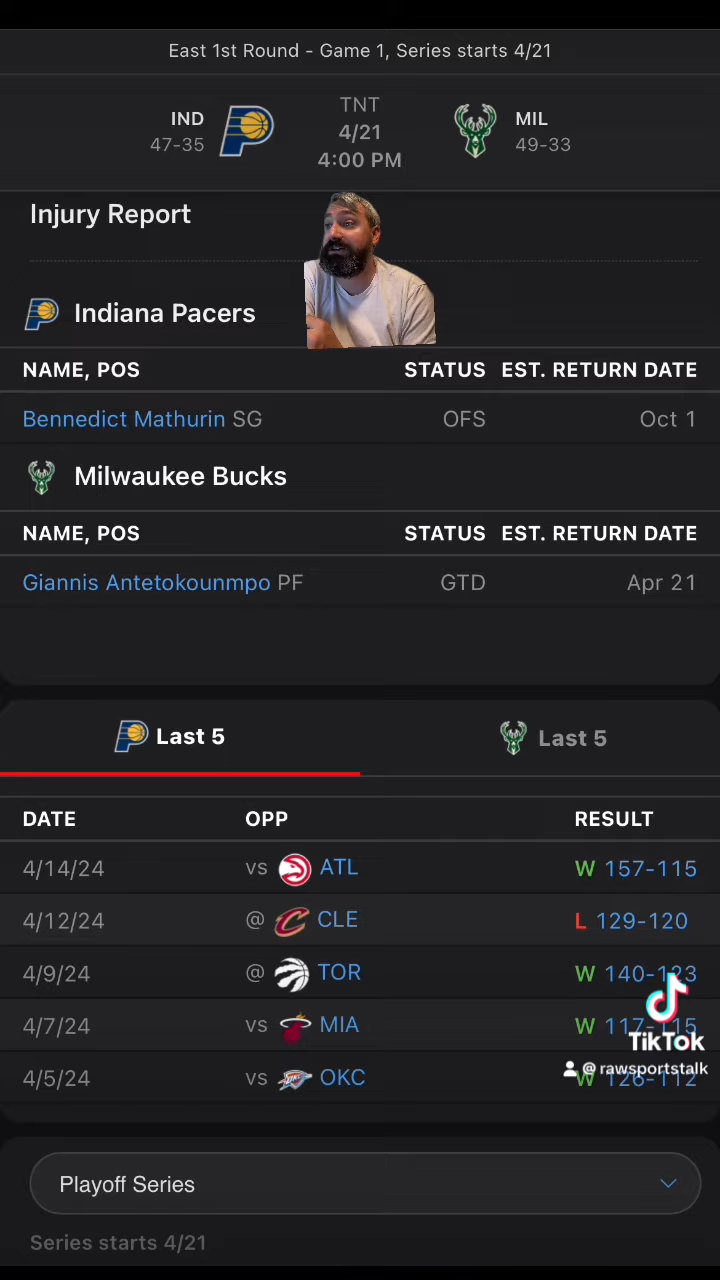 East 1st Round - Game 1, Series starts 4/21
IND
47-35
TNT
4/21
4:00 PM
MIL
49-33
Injury Report
Indiana Pacers
NAME, POS STATUS EST. RETURN DATE
Bennedict Mathurin SG OFS Oct 1
Milwaukee Bucks
NAME, POS STATUS EST. RETURN DATE
Giannis Antetokounmpo PF GTD Apr 21
Last 5 Last 5
DATE OPP RESULT
4/14/24 vs ATL W 157-115
4/12/24 @ CLE L 129-120
4/9/24 @ TOR W 140-123
4/7/24 vs MIA W 117-115
TikTok
@rawsportstalk
4/5/24 vs OKC W 126-112
Playoff Series
Series starts 4/21